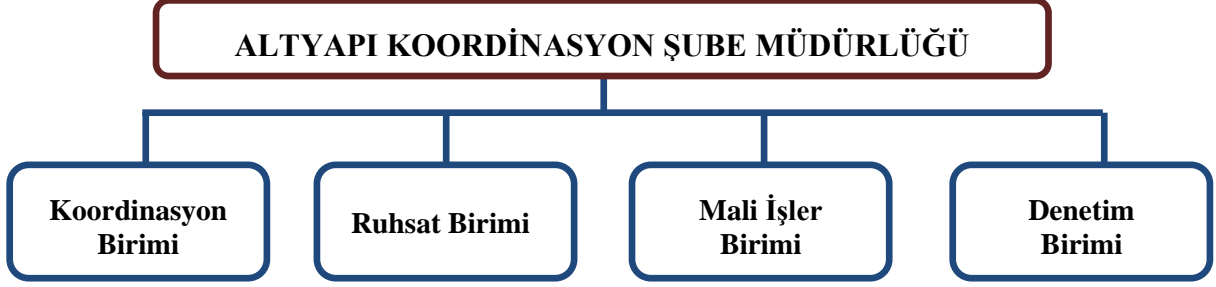 ALTYAPI KOORDİNASYON ŞUBE MÜDÜRLÜĞÜ
Koordinasyon
Birimi
Ruhsat Birimi
Mali İşler
Birimi
Denetim
Birimi